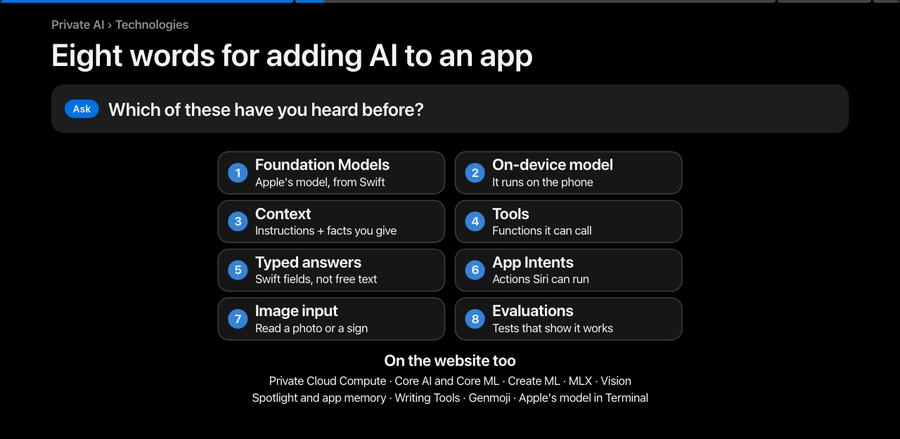 Private AI › Technologies
Eight words for adding AI to an app
Ask Which of these have you heard before?
1 Foundation Models
Apple's model, from Swift
2 On-device model
It runs on the phone
3 Context
Instructions + facts you give
4 Tools
Functions it can call
5 Typed answers
Swift fields, not free text
6 App Intents
Actions Siri can run
7 Image input
Read a photo or a sign
8 Evaluations
Tests that show it works
On the website too
Private Cloud Compute · Core AI and Core ML · Create ML · MLX · Vision
Spotlight and app memory · Writing Tools · Genmoji · Apple's model in Terminal